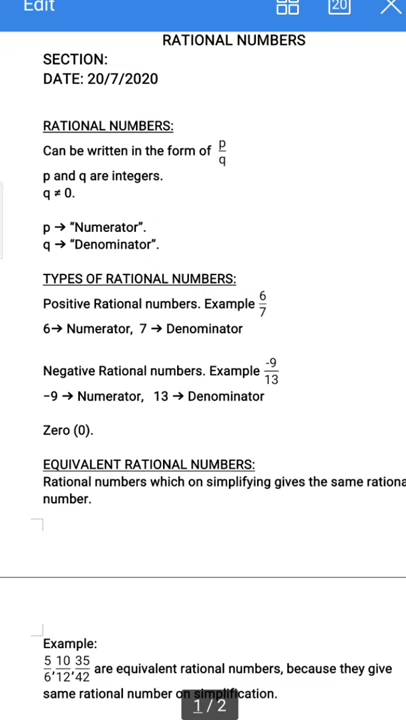 Edit
20
RATIONAL NUMBERS
SECTION:
DATE: 20/7/2020
RATIONAL NUMBERS:
Can be written in the form of p/q
p and q are integers.
q ≠ 0.
p → “Numerator”.
q → “Denominator”.
TYPES OF RATIONAL NUMBERS:
Positive Rational numbers. Example 6/7
6→ Numerator, 7 → Denominator
Negative Rational numbers. Example -9/13
−9 → Numerator, 13 → Denominator
Zero (0).
EQUIVALENT RATIONAL NUMBERS:
Rational numbers which on simplifying gives the same rationa
number.
Example:
5/6, 10/12, 35/42 are equivalent rational numbers, because they give
same rational number on simplification.
1 / 2